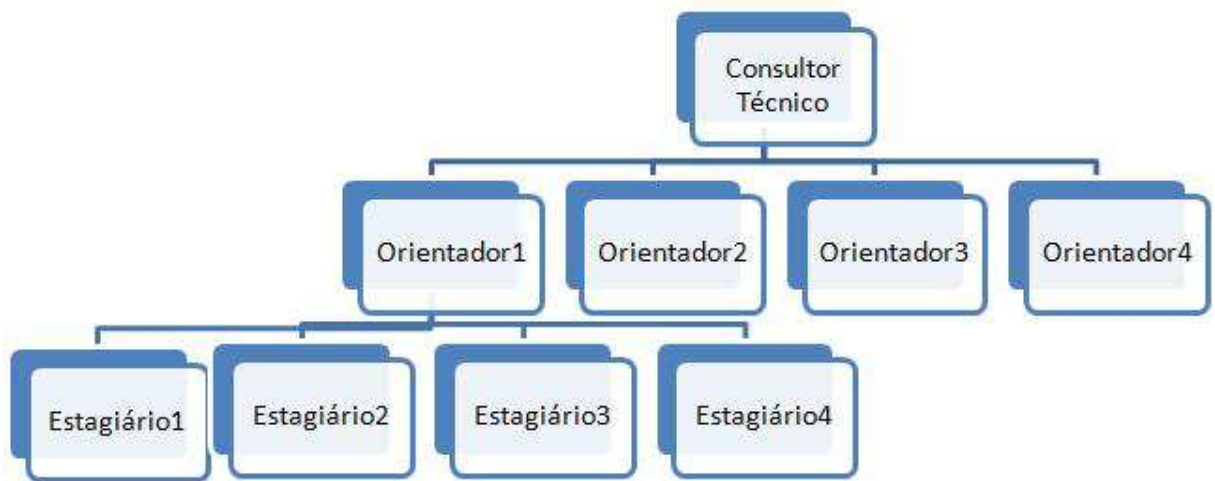 Consultor
Técnico
Orientador1
Orientador2
Orientador3
Orientador4
Estagiário1
Estagiário2
Estagiário3
Estagiário4